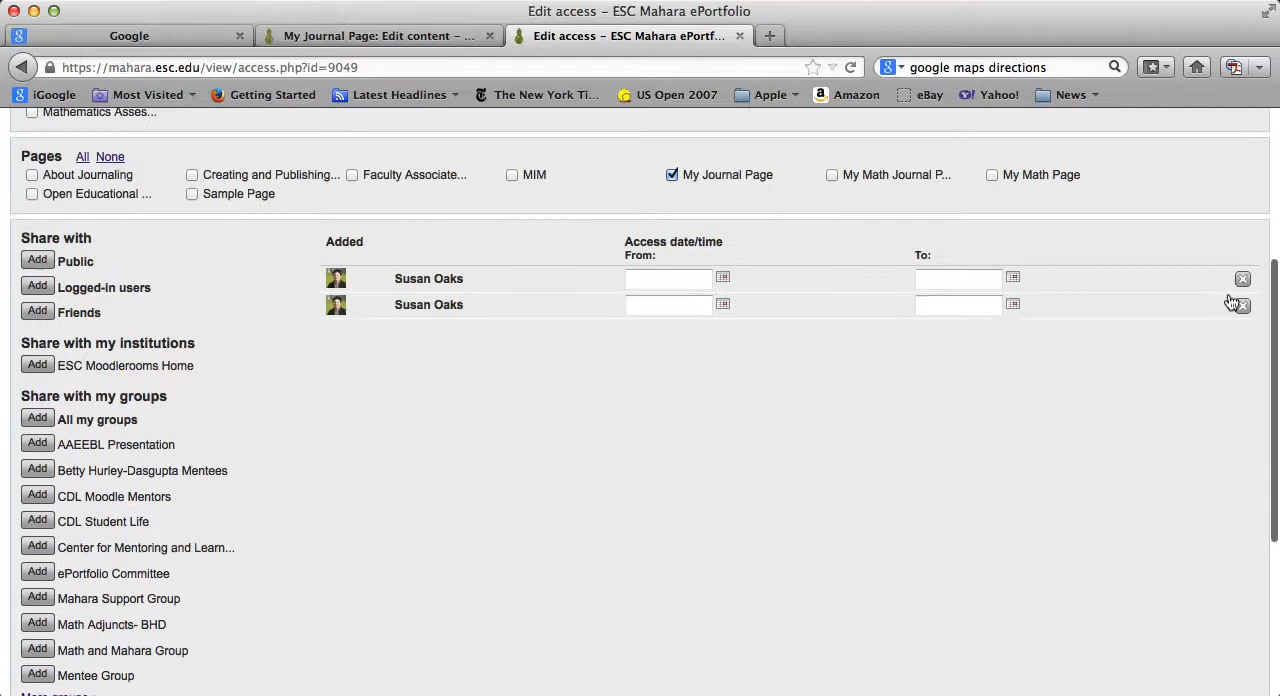 Edit access – ESC Mahara ePortfolio
Google
My Journal Page: Edit content – ...
Edit access – ESC Mahara ePortf...
https://mahara.esc.edu/view/access.php?id=9049
google maps directions
iGoogle
Most Visited
Getting Started
Latest Headlines
The New York Ti...
US Open 2007
Apple
Amazon
eBay
Yahoo!
News
Mathematics Asses...
Pages All None
About Journaling
Creating and Publishing...
Faculty Associate...
MIM
My Journal Page
My Math Journal P...
My Math Page
Open Educational ...
Sample Page
Share with
Add Public
Add Logged-in users
Add Friends
Share with my institutions
Add ESC Moodlerooms Home
Share with my groups
Add All my groups
Add AAEEBL Presentation
Add Betty Hurley-Dasgupta Mentees
Add CDL Moodle Mentors
Add CDL Student Life
Add Center for Mentoring and Learn...
Add ePortfolio Committee
Add Mahara Support Group
Add Math Adjuncts- BHD
Add Math and Mahara Group
Add Mentee Group
Added
Access date/time
From:
To:
Susan Oaks
Susan Oaks